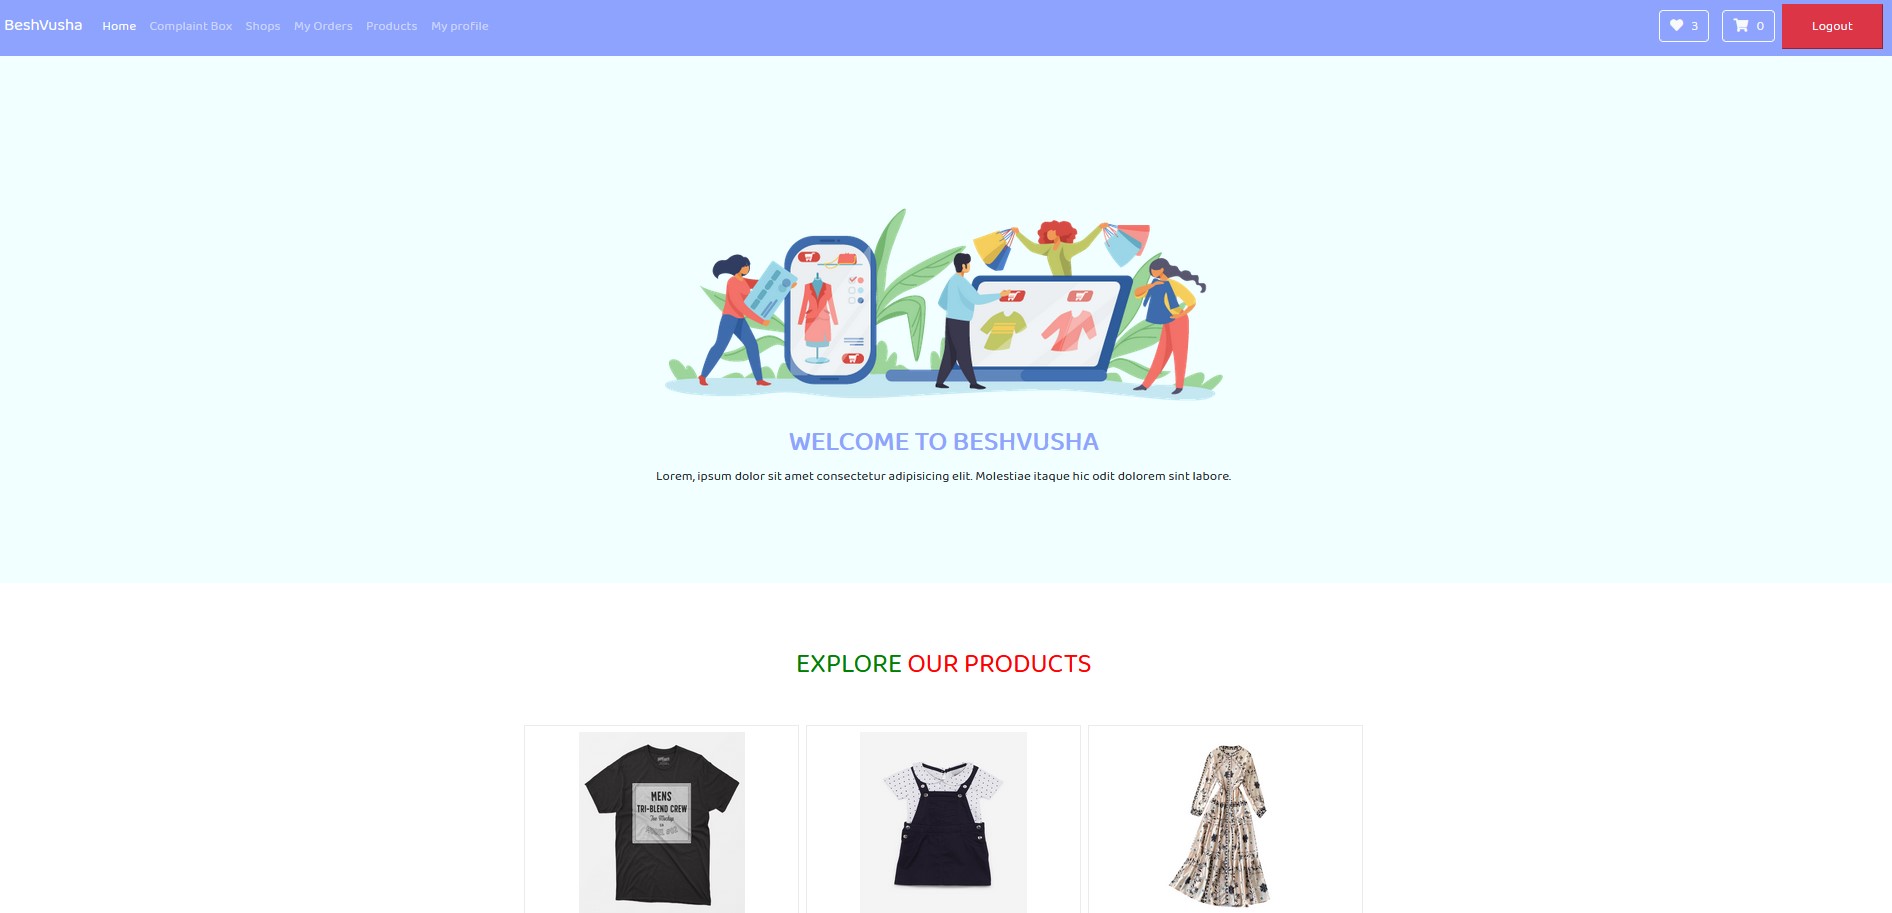 BeshVusha Home Complaint Box Shops My Orders Products My profile 3 0 Logout
WELCOME TO BESHVUSHA
Lorem, ipsum dolor sit amet consectetur adipisicing elit. Molestiae itaque hic odit dolorem sint labore.
EXPLORE OUR PRODUCTS
MENS
TRI-BLEND CREW